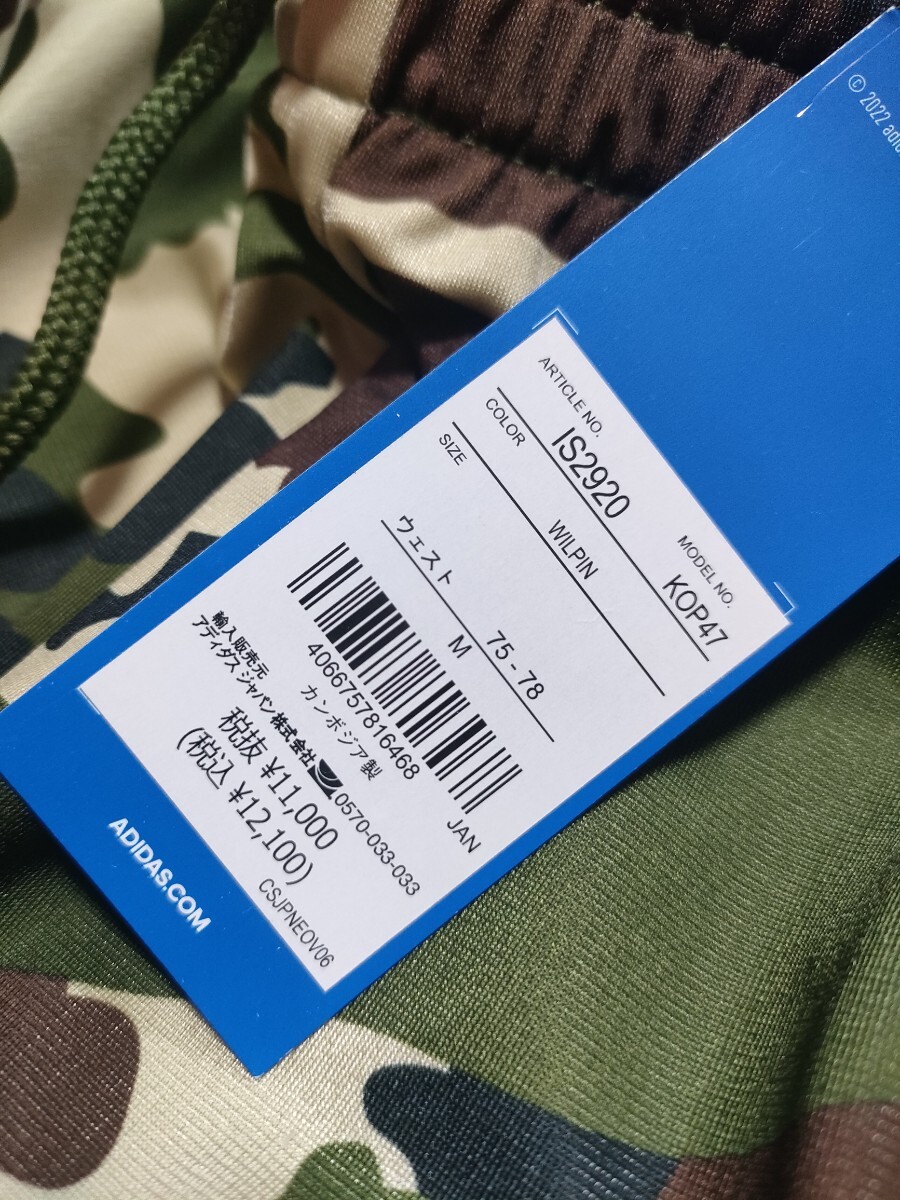 © 2022 adid
ARTICLE NO. MODEL NO.
IS2920 KOP47
COLOR WILPIN
SIZE
ウェスト 75 - 78
M
JAN
4066757816468
カンボジア製
輸入販売元
アディダス ジャパン株式会社 0570-033-033
税抜 ¥11,000
(税込 ¥12,100)
CSJPNEOV06
ADIDAS.COM